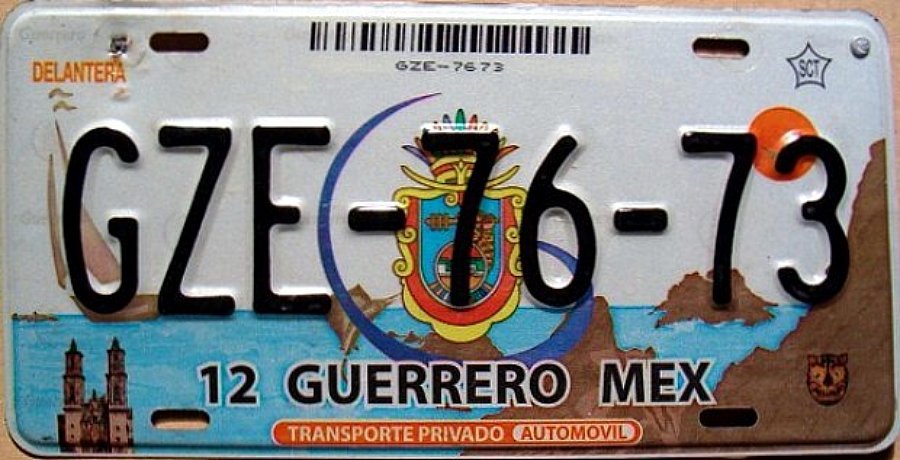 GZE-7673
DELANTERA
SCT
GZE-76-73
12 GUERRERO MEX
TRANSPORTE PRIVADO AUTOMOVIL